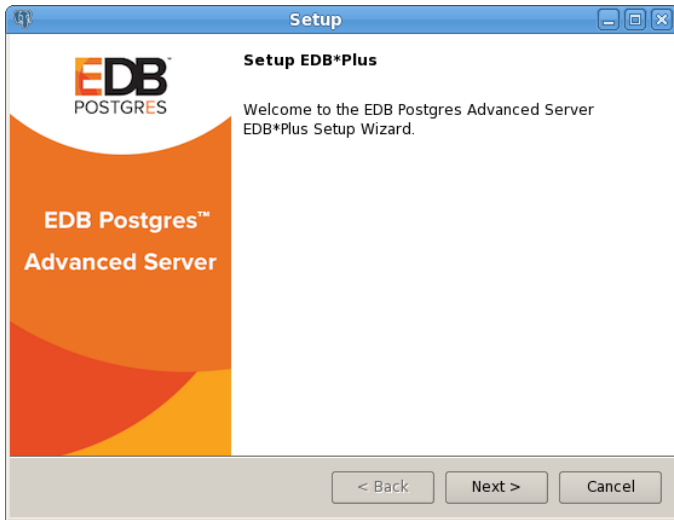 Setup
EDB™
POSTGRES
EDB Postgres™
Advanced Server
Setup EDB*Plus
Welcome to the EDB Postgres Advanced Server
EDB*Plus Setup Wizard.
< Back
Next >
Cancel